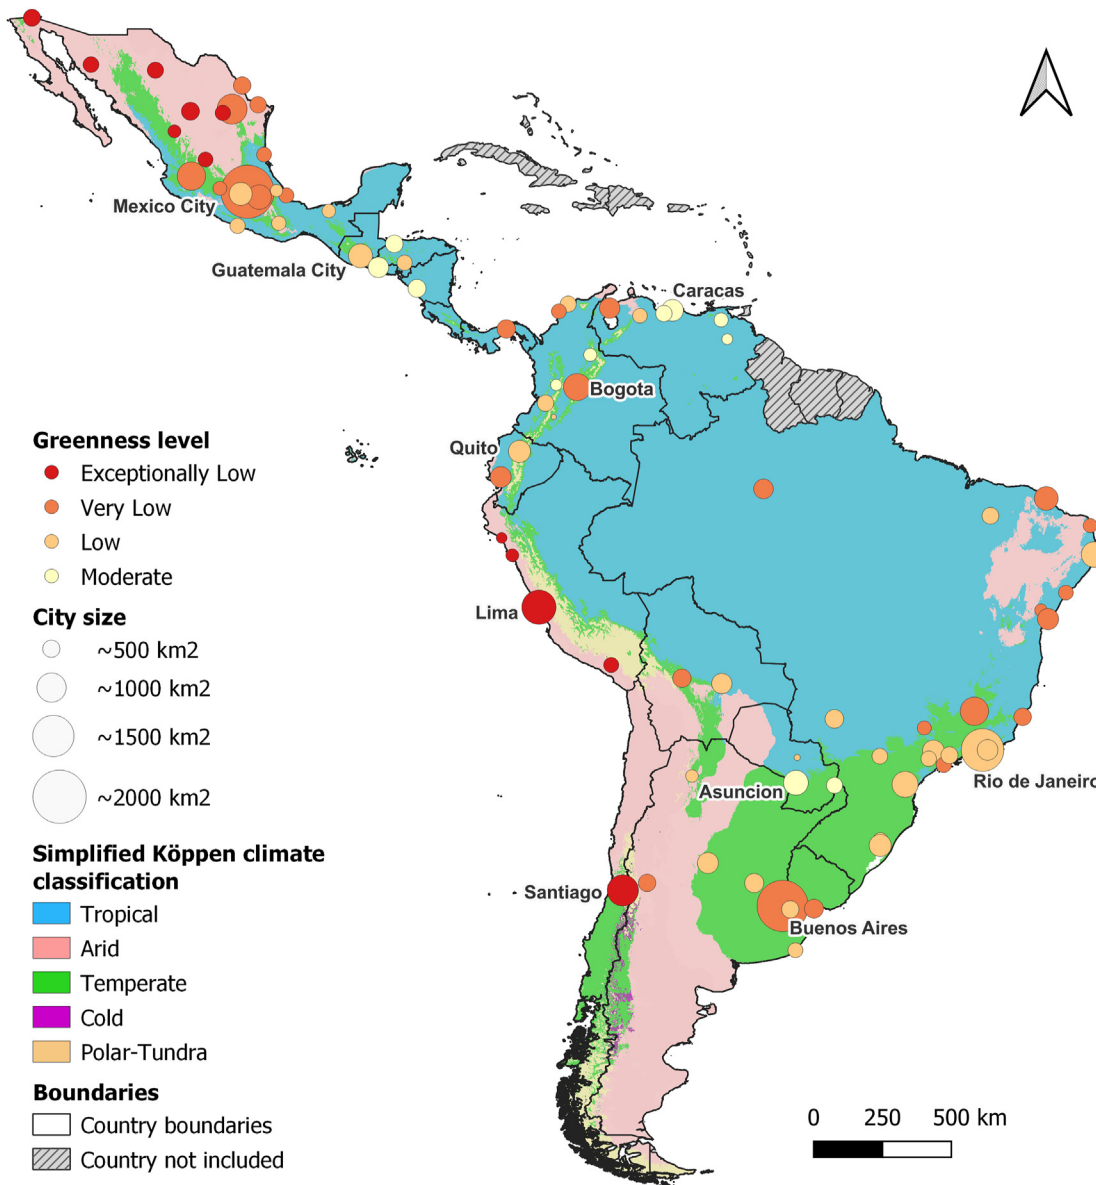 Mexico City
Guatemala City
Caracas
Bogota
Quito
Lima
Asuncion
Rio de Janeiro
Santiago
Buenos Aires
Greenness level
Exceptionally Low
Very Low
Low
Moderate
City size
~500 km2
~1000 km2
~1500 km2
~2000 km2
Simplified Köppen climate
classification
Tropical
Arid
Temperate
Cold
Polar-Tundra
Boundaries
Country boundaries
Country not included
0 250 500 km